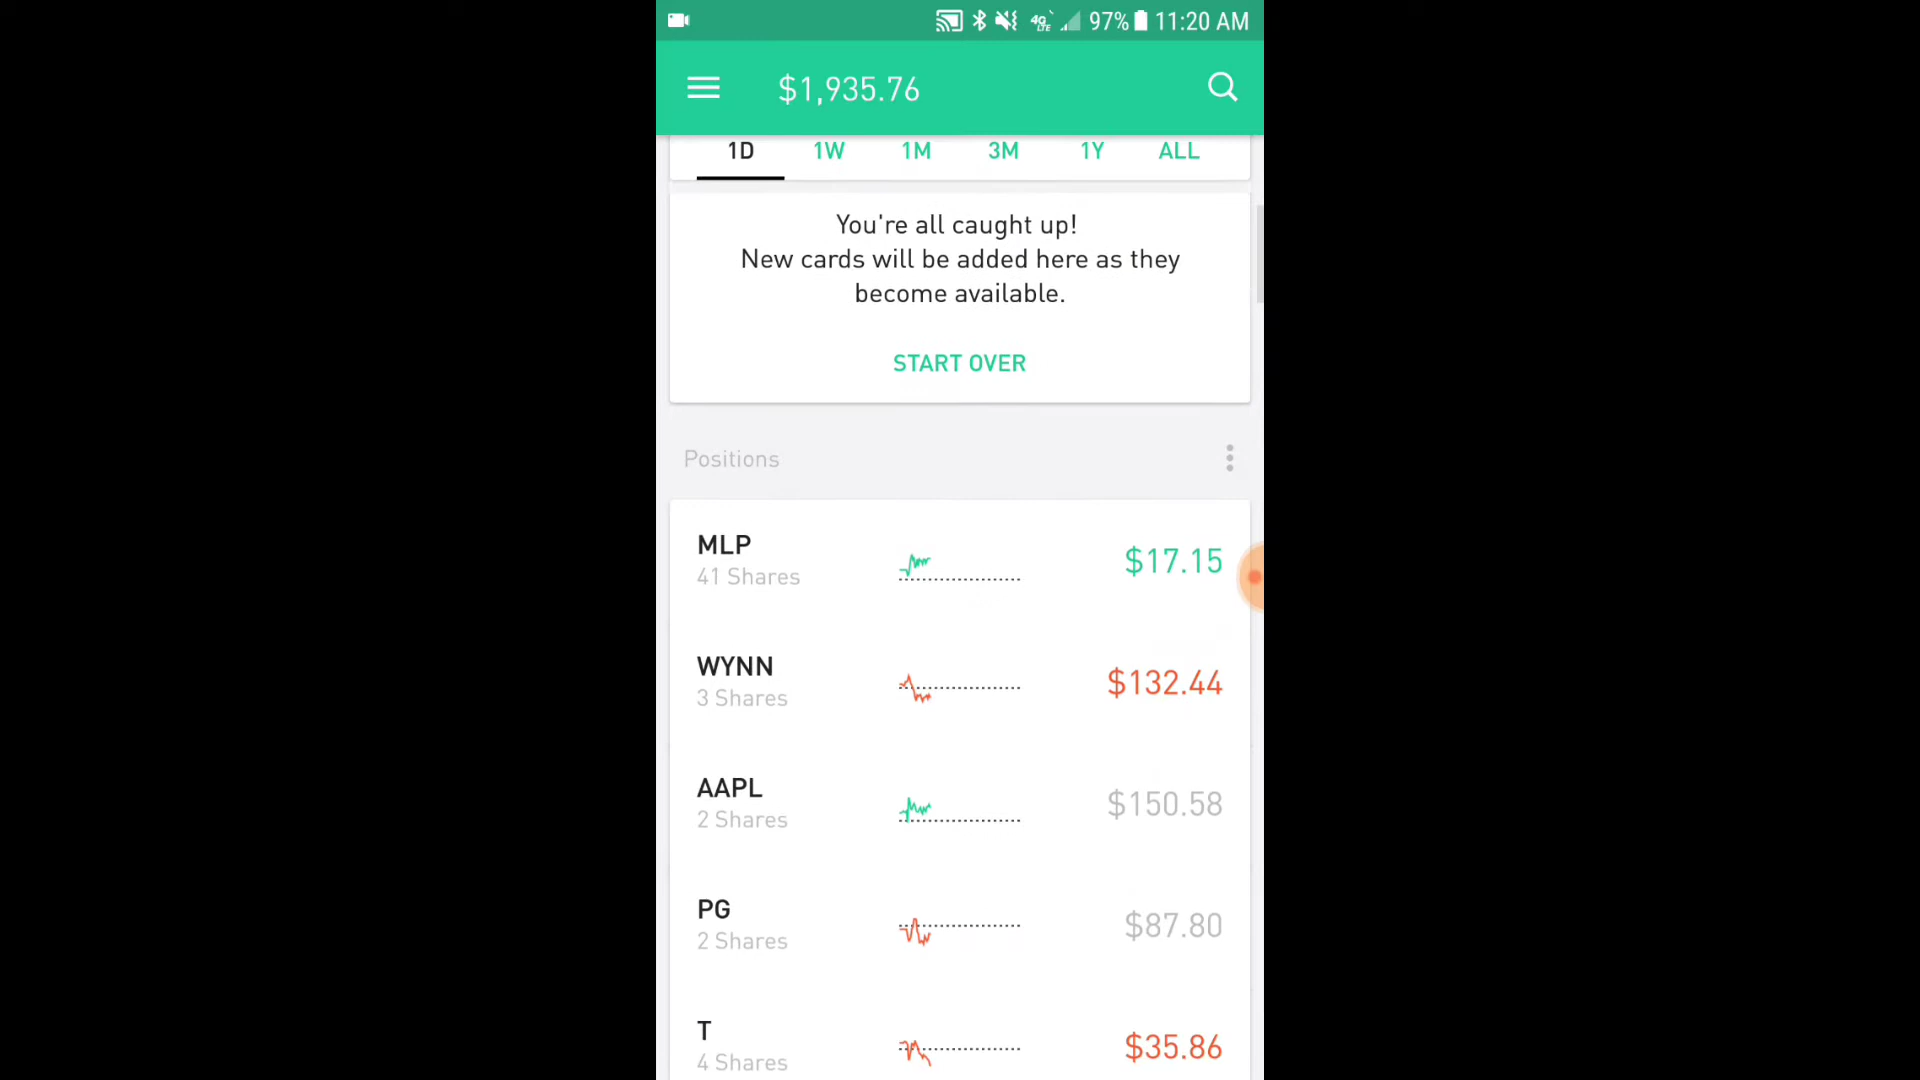 97% 11:20 AM
$1,935.76
1D 1W 1M 3M 1Y ALL
You're all caught up!
New cards will be added here as they
become available.
START OVER
Positions
MLP
41 Shares
$17.15
WYNN
3 Shares
$132.44
AAPL
2 Shares
$150.58
PG
2 Shares
$87.80
T
4 Shares
$35.86